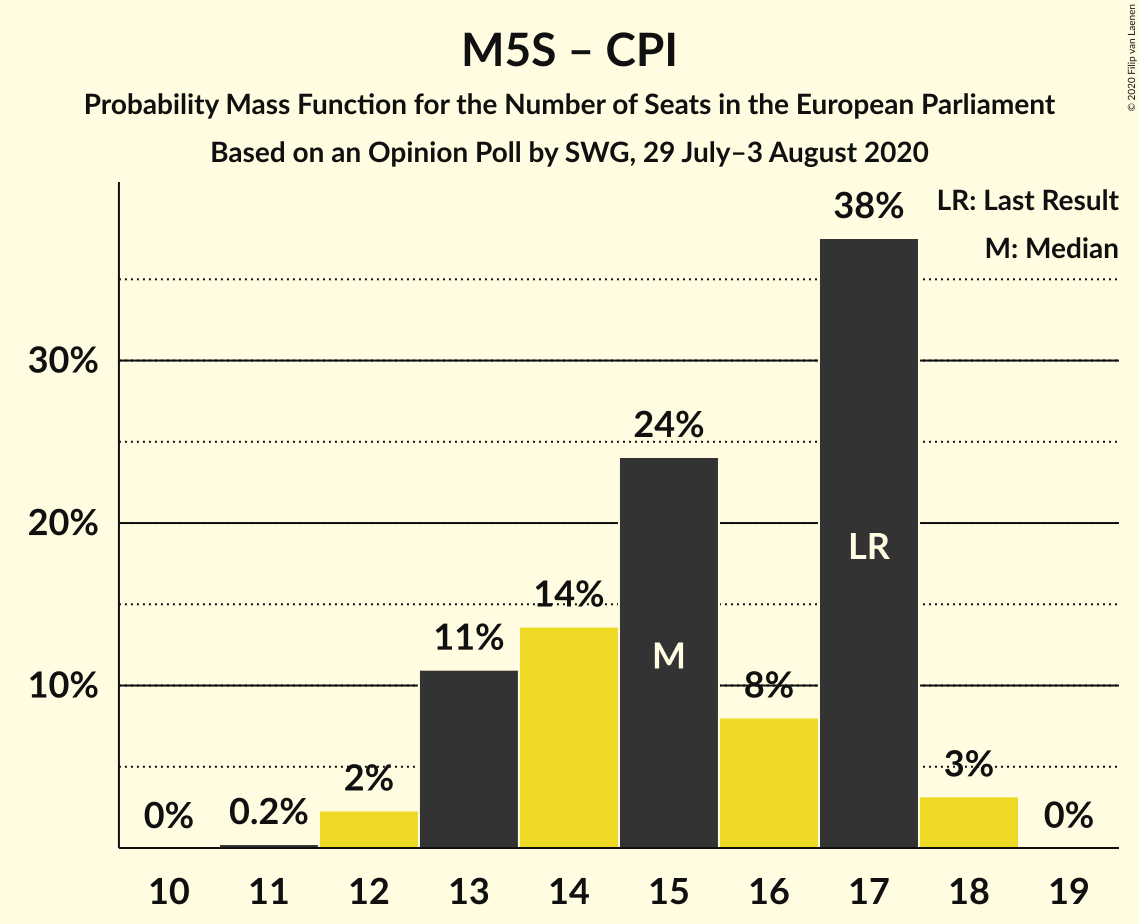 M5S – CPI
Probability Mass Function for the Number of Seats in the European Parliament
Based on an Opinion Poll by SWG, 29 July–3 August 2020
© 2020 Filip van Laenen
LR: Last Result
M: Median
38%
30%
24%
20%
LR
14%
11%
M
10%
8%
2%
3%
0%
0.2%
0%
10 11 12 13 14 15 16 17 18 19